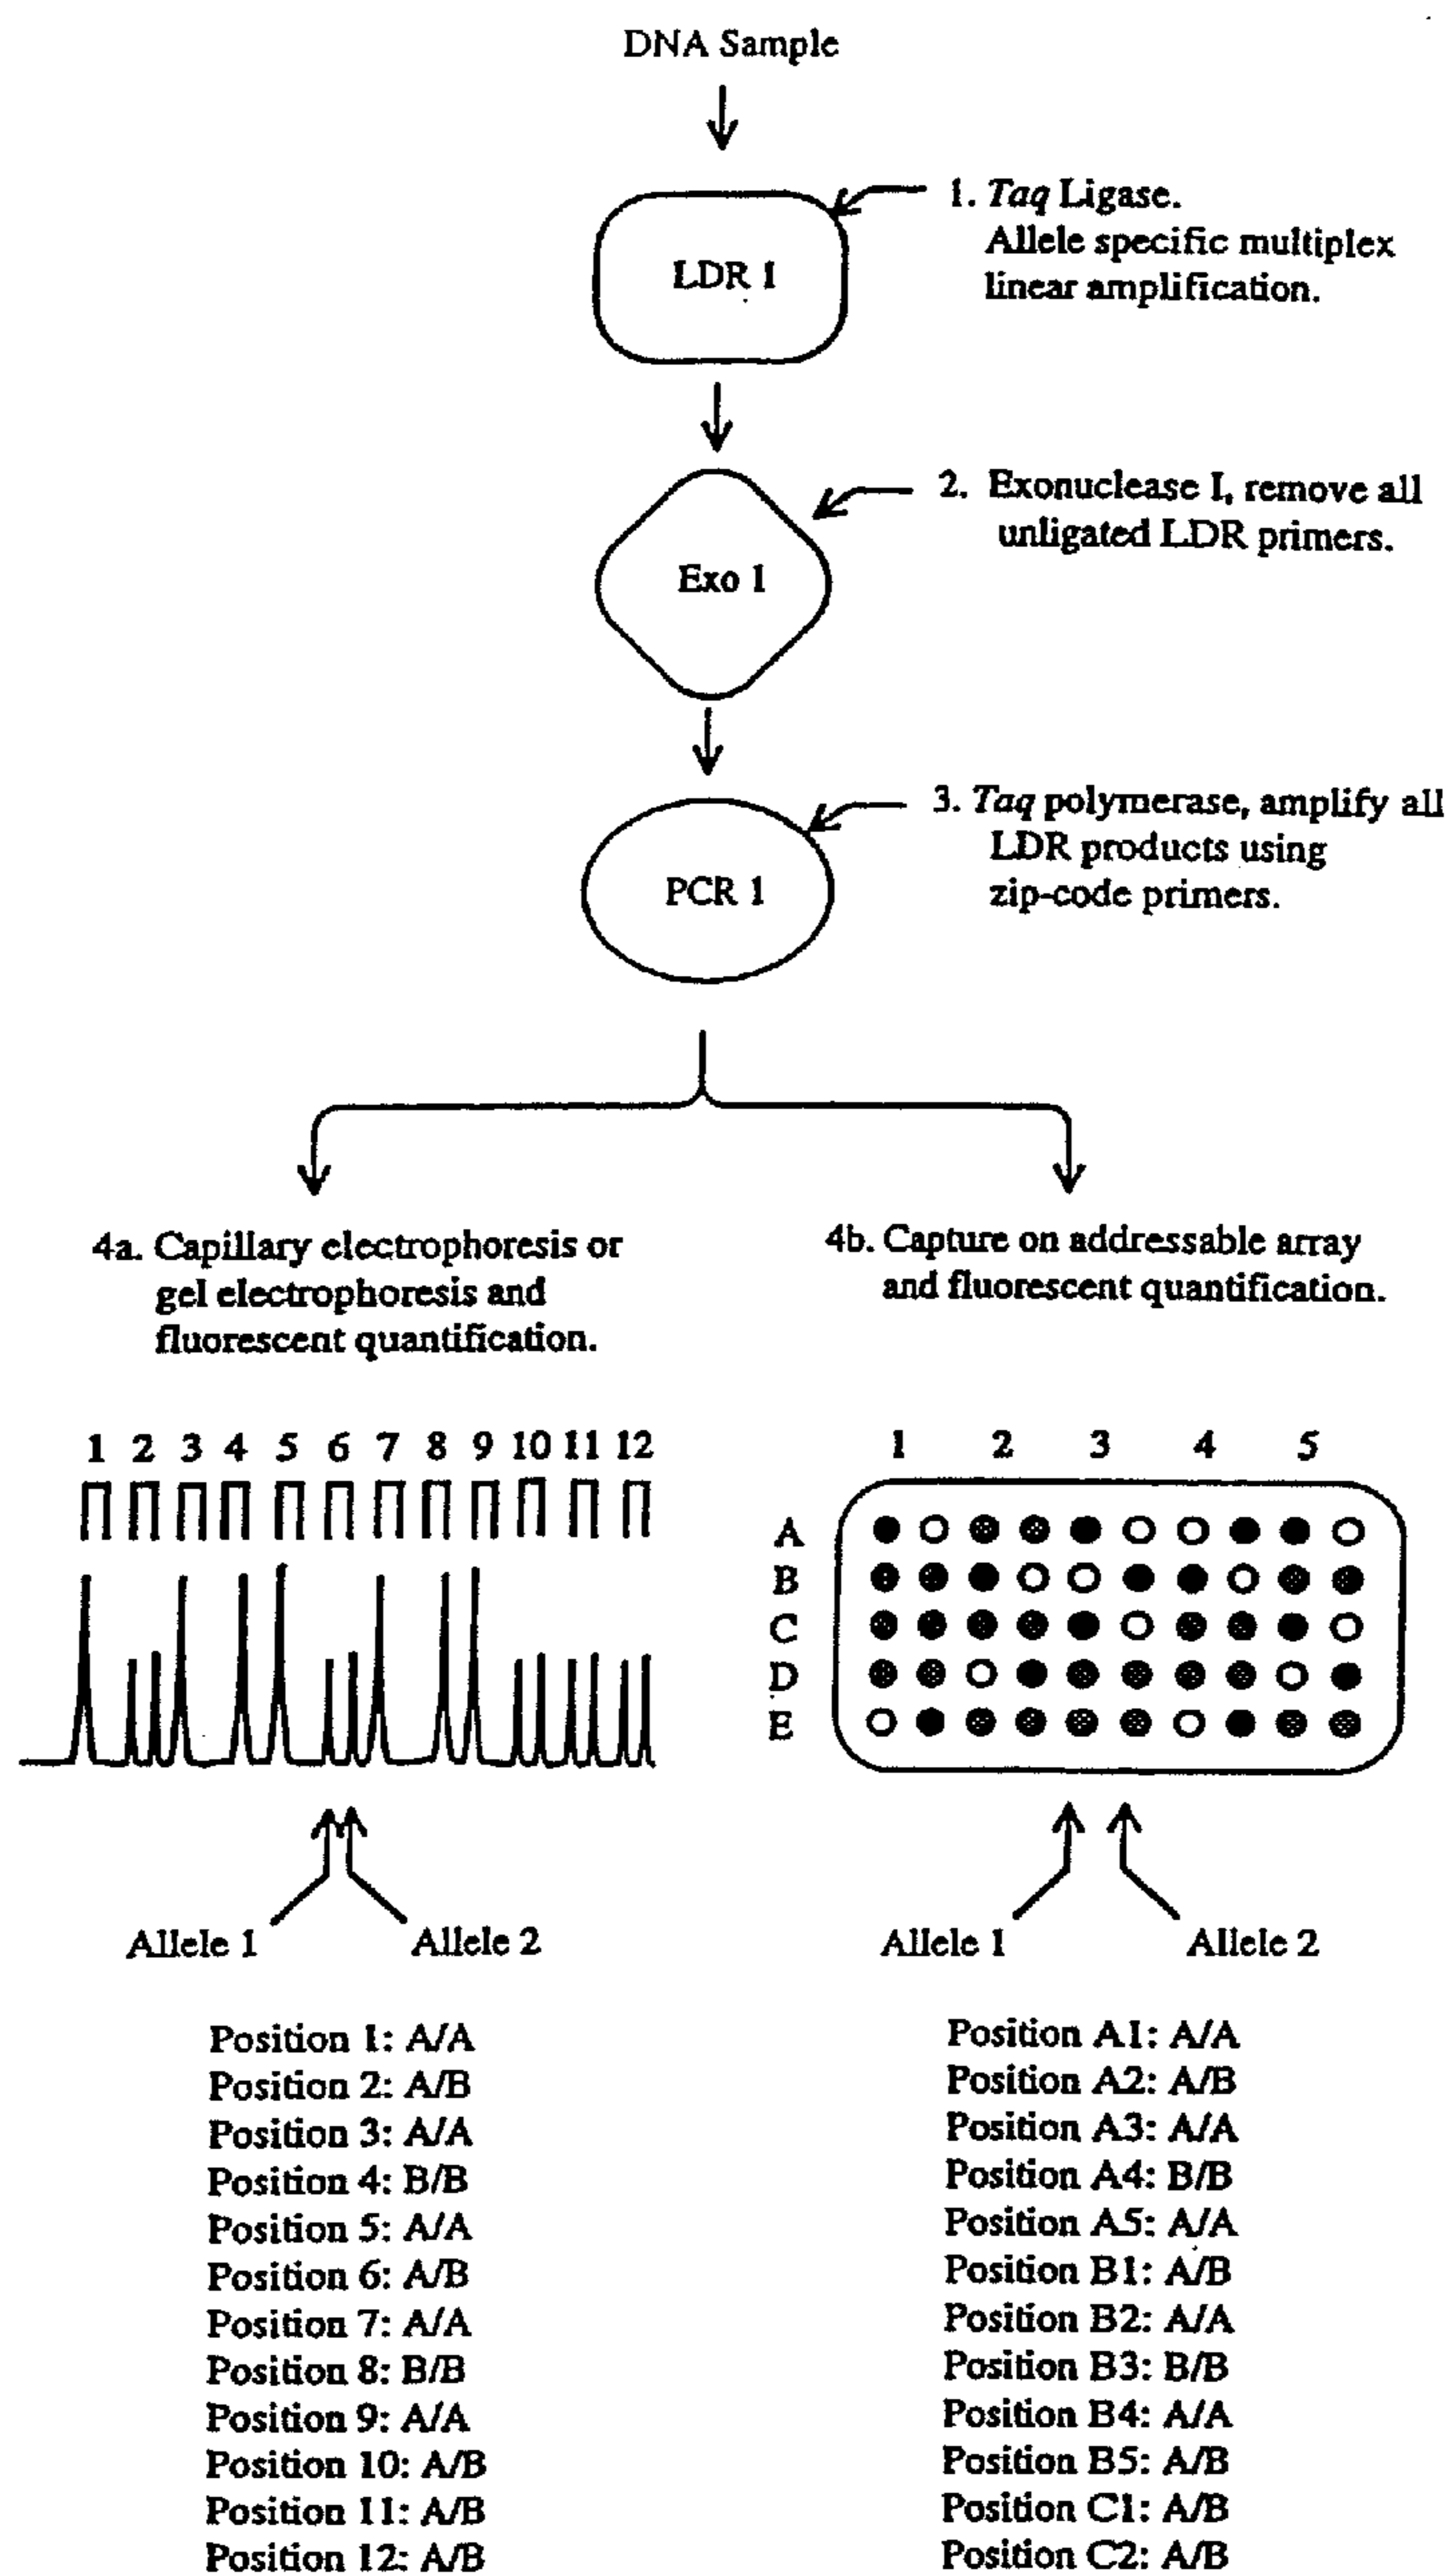 DNA Sample
LDR 1
1. Taq Ligase.
Allele specific multiplex
linear amplification.
Exo 1
2. Exonuclease I, remove all
unligated LDR primers.
PCR 1
3. Taq polymerase, amplify all
LDR products using
zip-code primers.
4a. Capillary electrophoresis or
gel electrophoresis and
fluorescent quantification.
1 2 3 4 5 6 7 8 9 10 11 12
Allele 1
Allele 2
Position 1: A/A
Position 2: A/B
Position 3: A/A
Position 4: B/B
Position 5: A/A
Position 6: A/B
Position 7: A/A
Position 8: B/B
Position 9: A/A
Position 10: A/B
Position 11: A/B
Position 12: A/B
4b. Capture on addressable array
and fluorescent quantification.
1 2 3 4 5
A
B
C
D
E
Allele 1
Allele 2
Position A1: A/A
Position A2: A/B
Position A3: A/A
Position A4: B/B
Position A5: A/A
Position B1: A/B
Position B2: A/A
Position B3: B/B
Position B4: A/A
Position B5: A/B
Position C1: A/B
Position C2: A/B